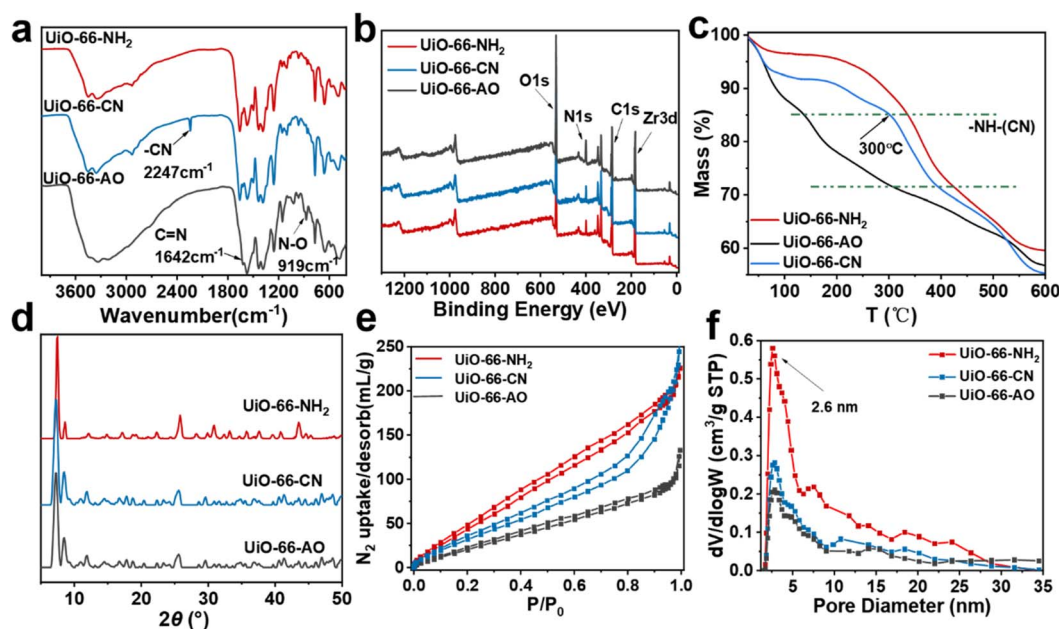 a
UiO-66-NH₂
UiO-66-CN
-CN
2247cm⁻¹
UiO-66-AO
C=N
1642cm⁻¹
N-O
919cm⁻¹
3600 2800 2000 1200 400
Wavenumber(cm⁻¹)
b
UiO-66-NH₂
UiO-66-CN
UiO-66-AO
O1s
N1s
C1s
Zr3d
1200 1000 800 600 400 200 0
Binding Energy (eV)
c
100
90
80
70
60
Mass (%)
-NH-(CN)
300°C
UiO-66-NH₂
UiO-66-AO
UiO-66-CN
0 100 200 300 400 500 600
T (℃)
d
UiO-66-NH₂
UiO-66-CN
UiO-66-AO
10 20 30 40 50
2θ (°)
e
250
200
150
100
50
0
N₂ uptake/desorb(mL/g)
UiO-66-NH₂
UiO-66-CN
UiO-66-AO
0.0 0.2 0.4 0.6 0.8 1.0
P/P₀
f
0.6
0.5
0.4
0.3
0.2
0.1
0.0
dV/dlogW (cm³/g STP)
UiO-66-NH₂
UiO-66-CN
UiO-66-AO
2.6 nm
5 10 15 20 25 30 35
Pore Diameter (nm)